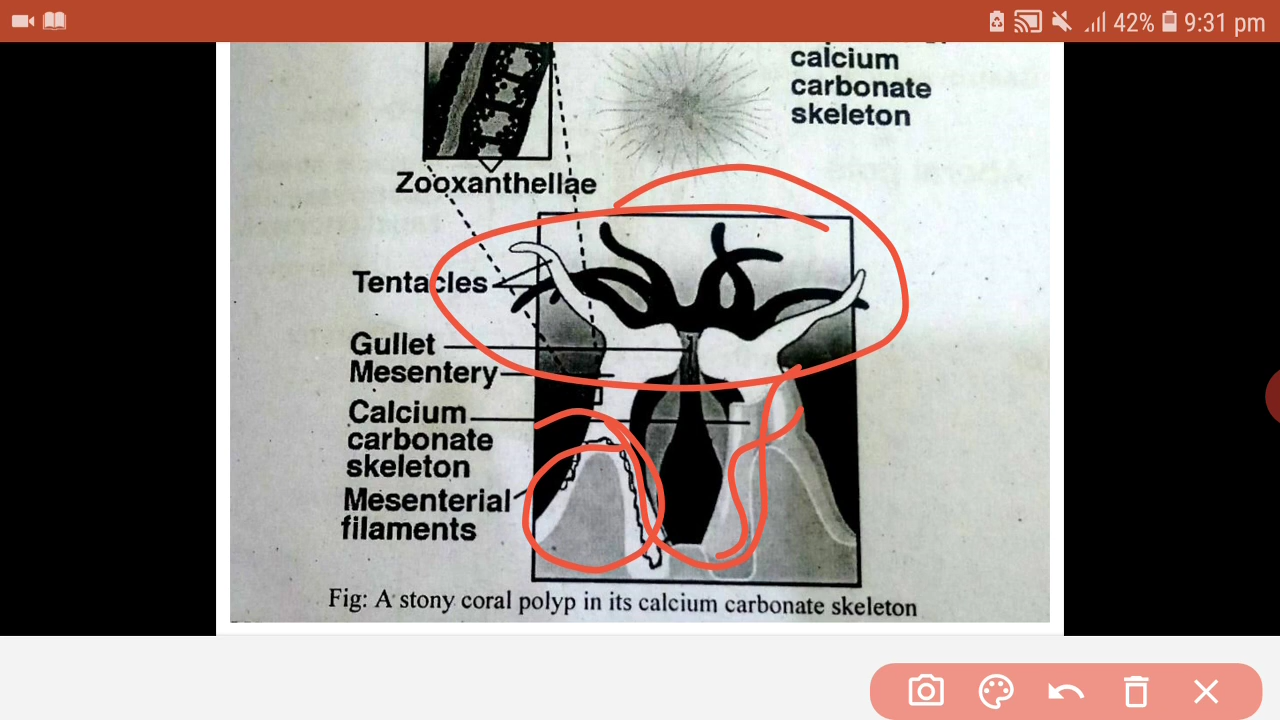 42% 9:31 pm
calcium
carbonate
skeleton
Zooxanthellae
Tentacles
Gullet
Mesentery
Calcium
carbonate
skeleton
Mesenterial
filaments
Fig: A stony coral polyp in its calcium carbonate skeleton